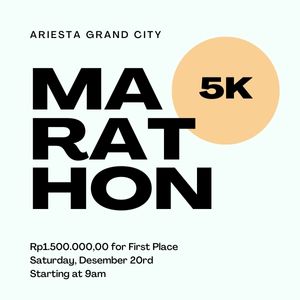 ARIESTA GRAND CITY
MA
RAT
HON
5K
Rp1.500.000,00 for First Place
Saturday, Desember 20rd
Starting at 9am